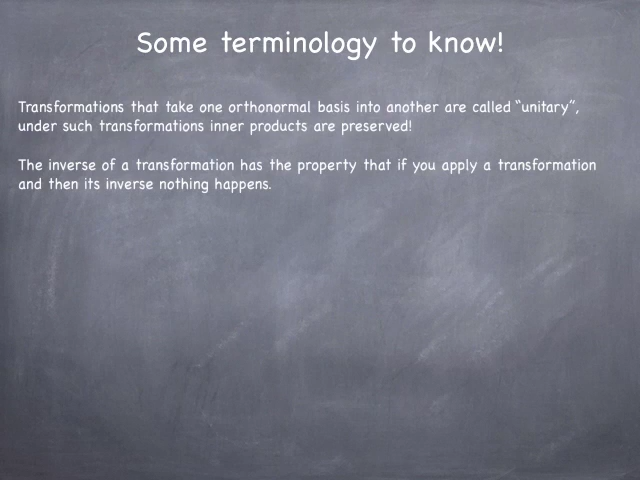 Some terminology to know!
Transformations that take one orthonormal basis into another are called “unitary”,
under such transformations inner products are preserved!
The inverse of a transformation has the property that if you apply a transformation
and then its inverse nothing happens.